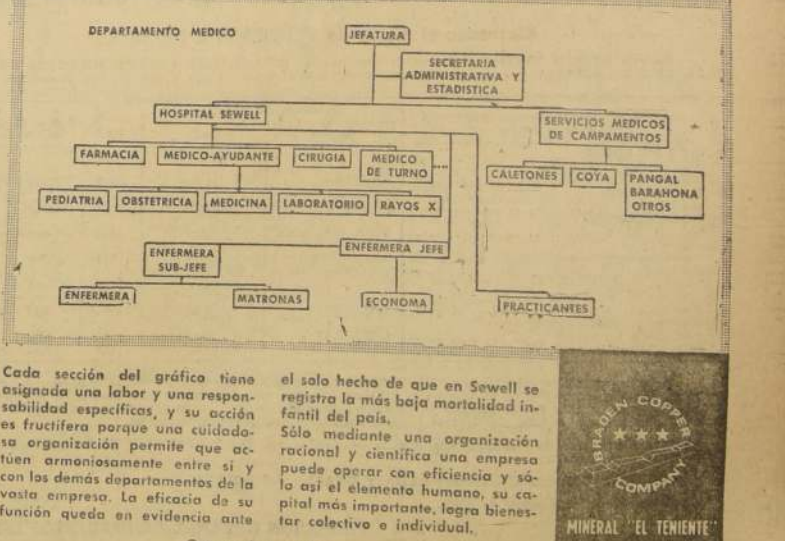 DEPARTAMENTO MEDICO
JEFATURA
SECRETARIA
ADMINISTRATIVA Y
ESTADISTICA
HOSPITAL SEWELL
SERVICIOS MEDICOS
DE CAMPAMENTOS
FARMACIA
MEDICO-AYUDANTE
CIRUGIA
MEDICO
DE TURNO
CALETONES
COYA
PANGAL
BARAHONA
OTROS
PEDIATRIA
OBSTETRICIA
MEDICINA
LABORATORIO
RAYOS X
ENFERMERA JEFE
ENFERMERA
SUB-JEFE
ENFERMERA
MATRONAS
ECONOMA
PRACTICANTES
Cada sección del gráfico tiene
asignada una labor y una respon-
sabilidad específicas, y su acción
es fructífera porque una cuidado-
sa organización permite que ac-
túen armoniosamente entre sí y
con los demás departamentos de la
vasta empresa. La eficacia de su
función queda en evidencia ante
el solo hecho de que en Sewell se
registra la más baja mortalidad in-
fantil del país.
Sólo mediante una organización
racional y científica una empresa
puede operar con eficiencia y só-
lo así el elemento humano, su ca-
pital más importante, logra bienes-
tar colectivo e individual.
BRADEN COPPER
COMPANY
MINERAL "EL TENIENTE"